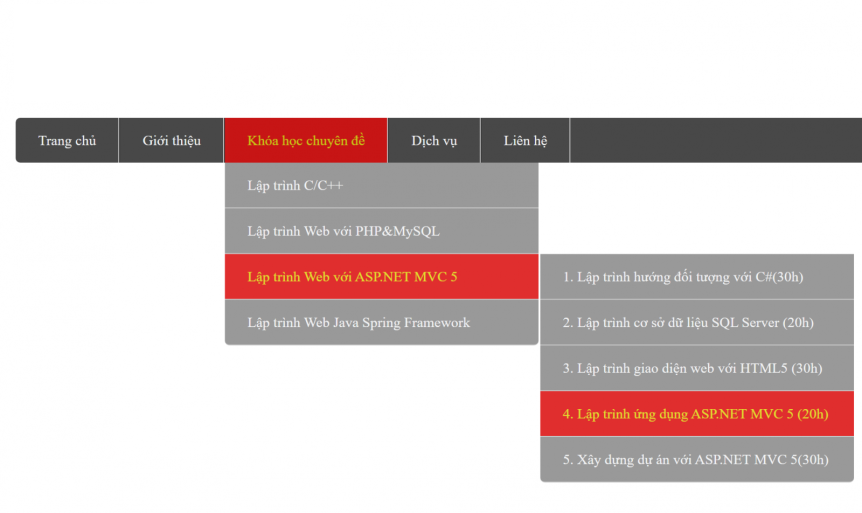 Trang chủ
Giới thiệu
Khóa học chuyên đề
Dịch vụ
Liên hệ
Lập trình C/C++
Lập trình Web với PHP&MySQL
Lập trình Web với ASP.NET MVC 5
Lập trình Web Java Spring Framework
1. Lập trình hướng đối tượng với C#(30h)
2. Lập trình cơ sở dữ liệu SQL Server (20h)
3. Lập trình giao diện web với HTML5 (30h)
4. Lập trình ứng dụng ASP.NET MVC 5 (20h)
5. Xây dựng dự án với ASP.NET MVC 5(30h)